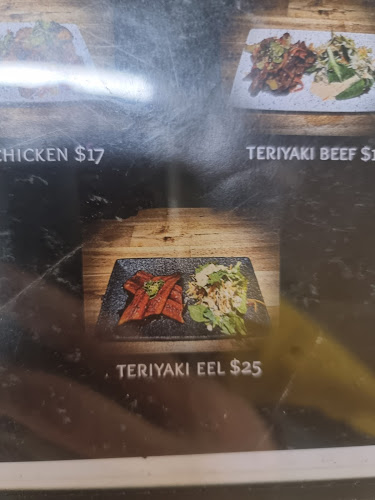 CHICKEN $17
TERIYAKI BEEF
TERIYAKI EEL $25